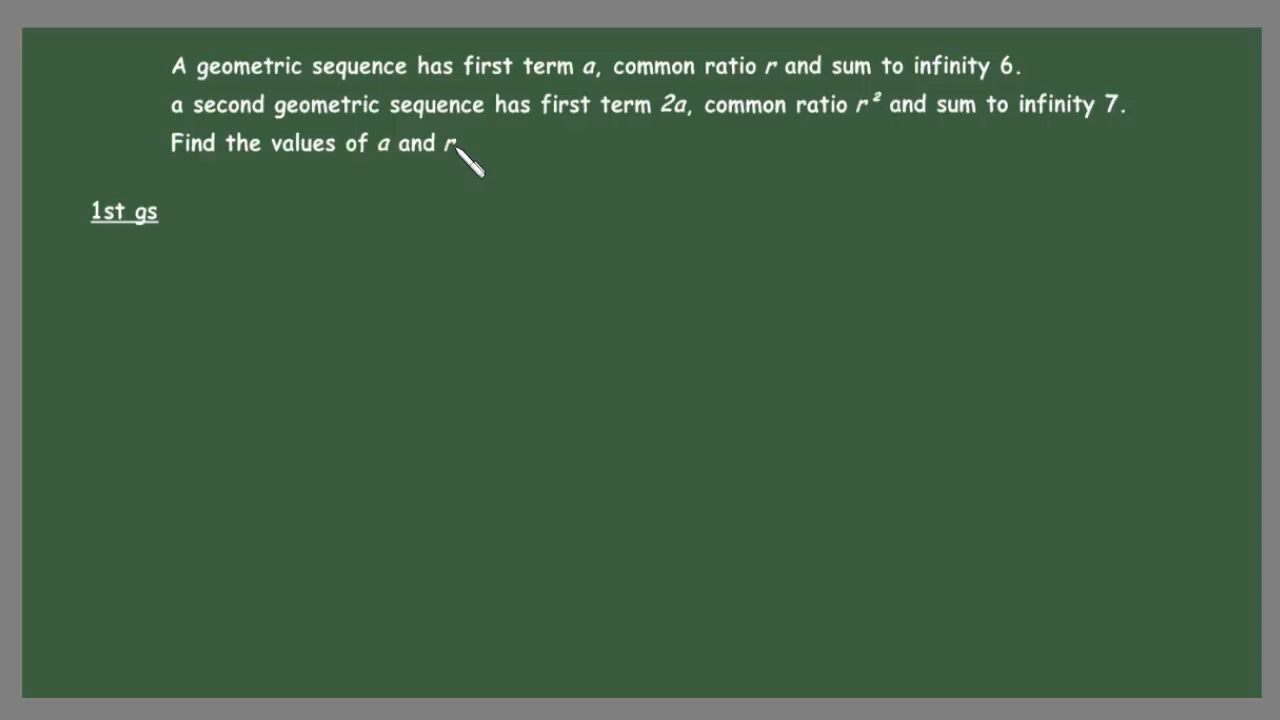 A geometric sequence has first term a, common ratio r and sum to infinity 6.
a second geometric sequence has first term 2a, common ratio r² and sum to infinity 7.
Find the values of a and r
1st gs